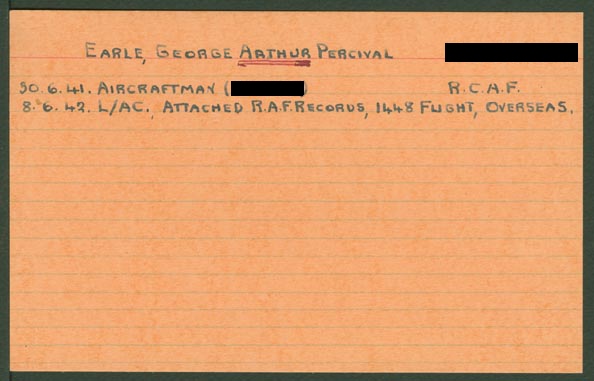 EARLE, GEORGE ARTHUR PERCIVAL
30.6.41. AIRCRAFTMAN ( ) R.C.A.F.
8.6.42. L/AC., ATTACHED R.A.F. RECORDS, 1448 FLIGHT, OVERSEAS.